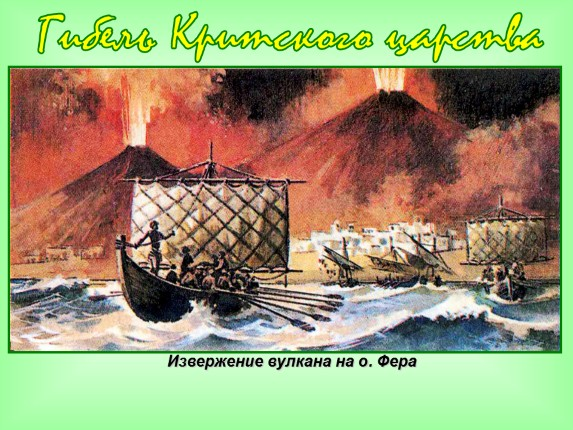 Гибель Критского царства
Извержение вулкана на о. Фера